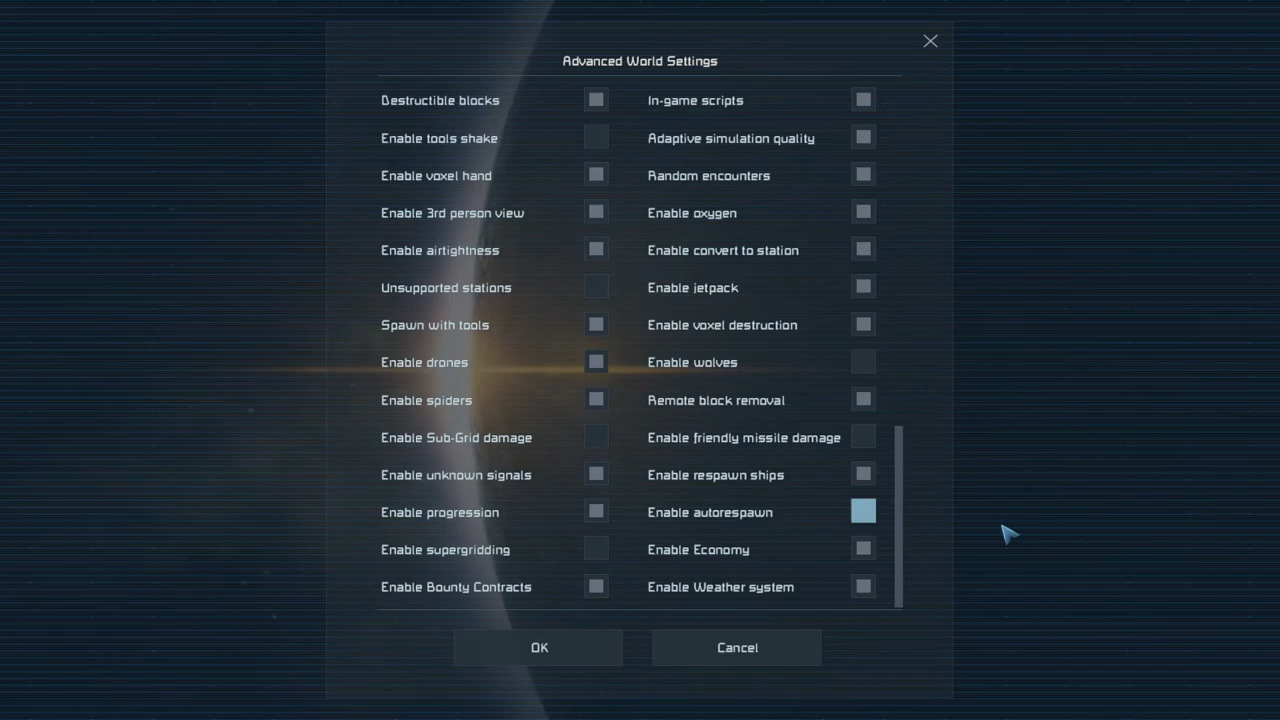 Advanced World Settings
Destructible blocks In-game scripts
Enable tools shake Adaptive simulation quality
Enable voxel hand Random encounters
Enable 3rd person view Enable oxygen
Enable airtightness Enable convert to station
Unsupported stations Enable jetpack
Spawn with tools Enable voxel destruction
Enable drones Enable wolves
Enable spiders Remote block removal
Enable Sub-Grid damage Enable friendly missile damage
Enable unknown signals Enable respawn ships
Enable progression Enable autorespawn
Enable supergridding Enable Economy
Enable Bounty Contracts Enable Weather system
OK Cancel